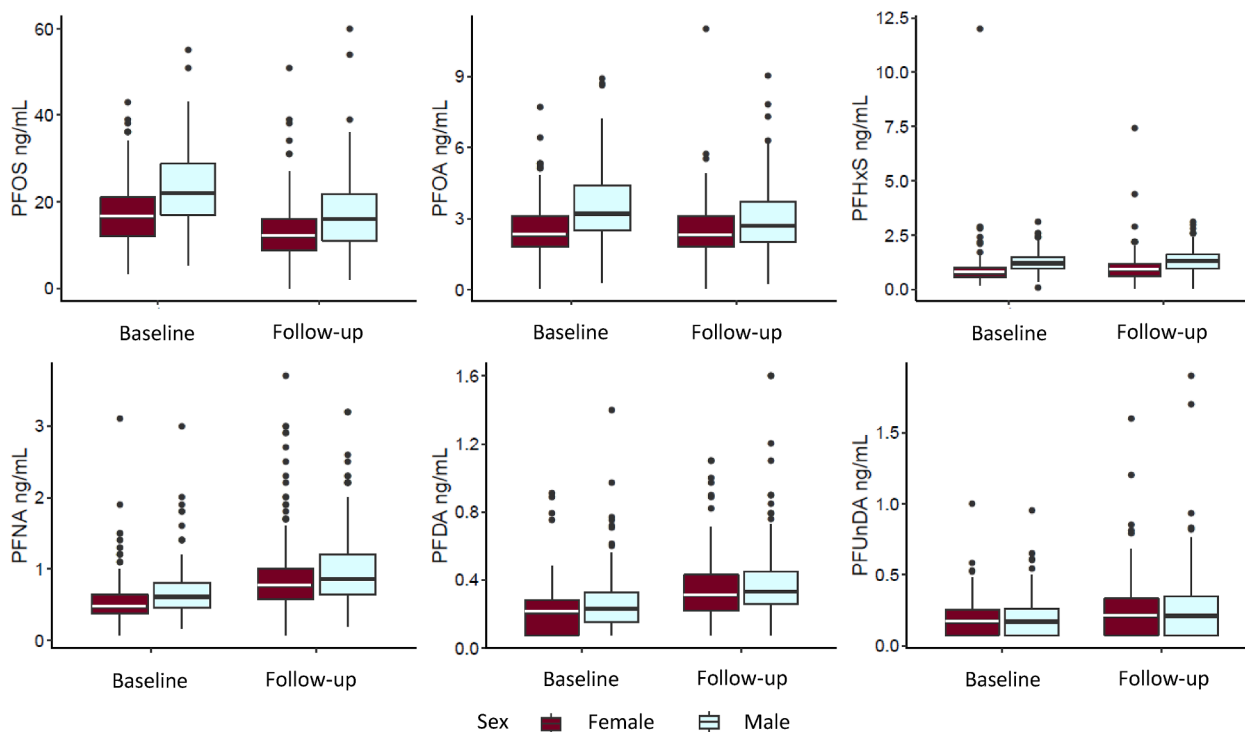 PFOS ng/mL
60
40
20
0
Baseline Follow-up
PFOA ng/mL
9
6
3
0
Baseline Follow-up
PFHxS ng/mL
12.5
10.0
7.5
5.0
2.5
0.0
Baseline Follow-up
PFNA ng/mL
3
2
1
0
Baseline Follow-up
PFDA ng/mL
1.6
1.2
0.8
0.4
0.0
Baseline Follow-up
PFUnDA ng/mL
1.5
1.0
0.5
0.0
Baseline Follow-up
Sex Female Male